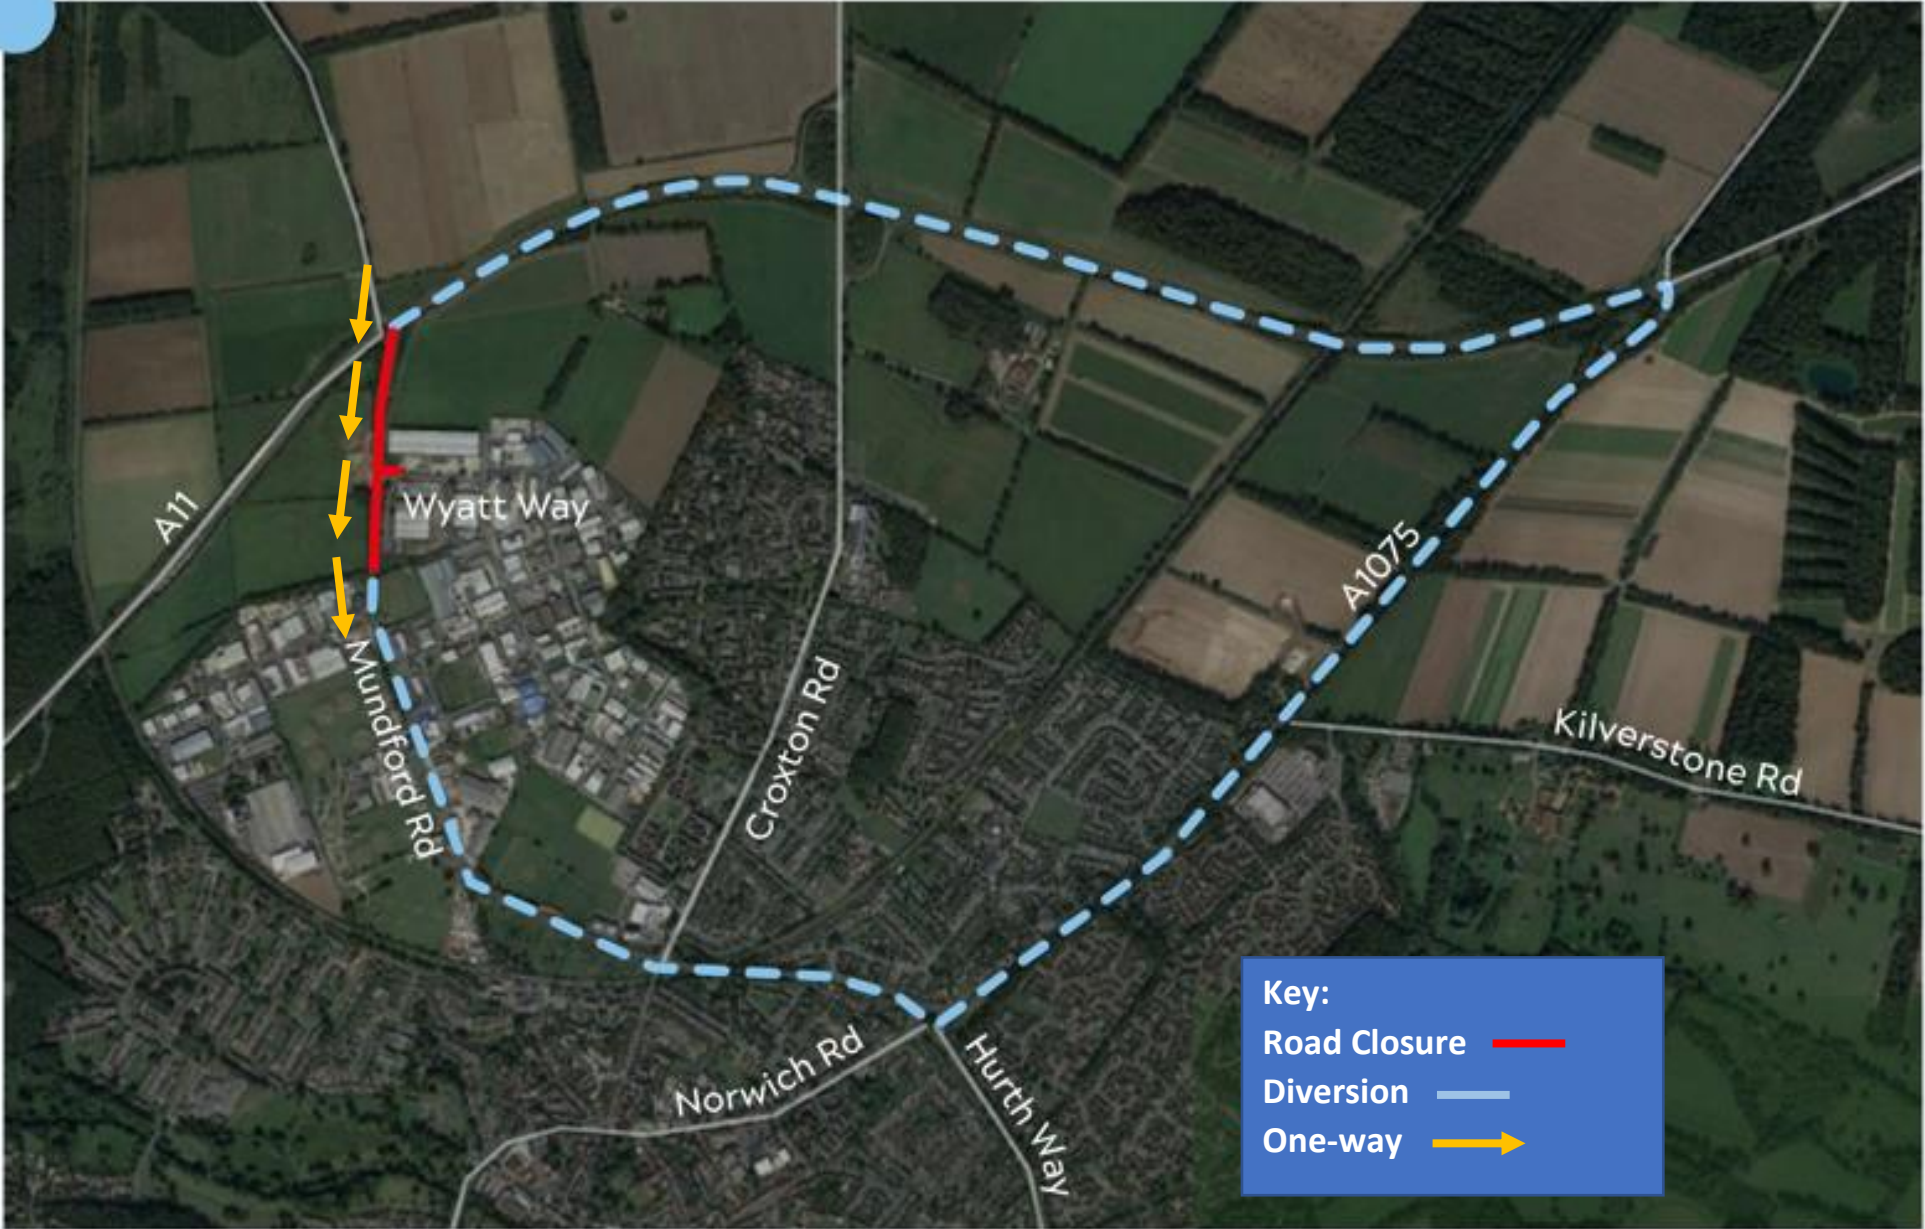 A11
Wyatt Way
A1075
Mundford Rd
Croxton Rd
Kilverstone Rd
Norwich Rd
Hurth Way
Key:
Road Closure
Diversion
One-way